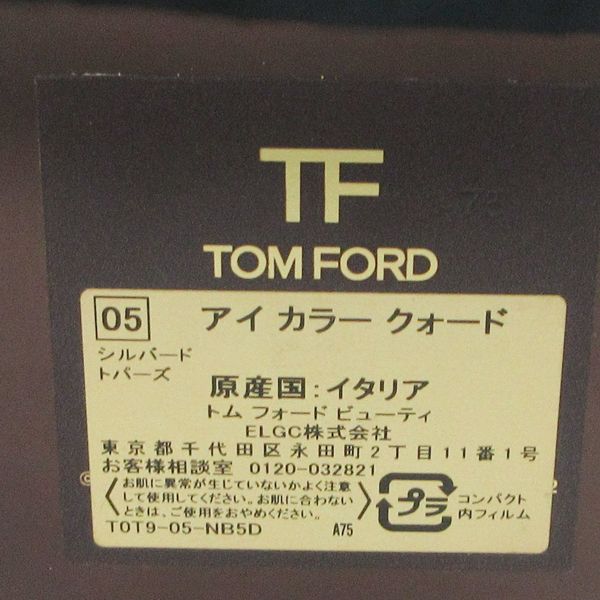 TF
TOM FORD
05 アイ カラー クォード
シルバード
トパーズ
原産国:イタリア
トム フォード ビューティ
ELGC株式会社
東京都千代田区永田町2丁目11番1号
お客様相談室 0120-032821
お肌に異常が生じていないかよく注意
して使用してください。お肌に合わない
ときは、ご使用をおやめください。
プラ
コンパクト
内フィルム
T0T9-05-NB5D A75